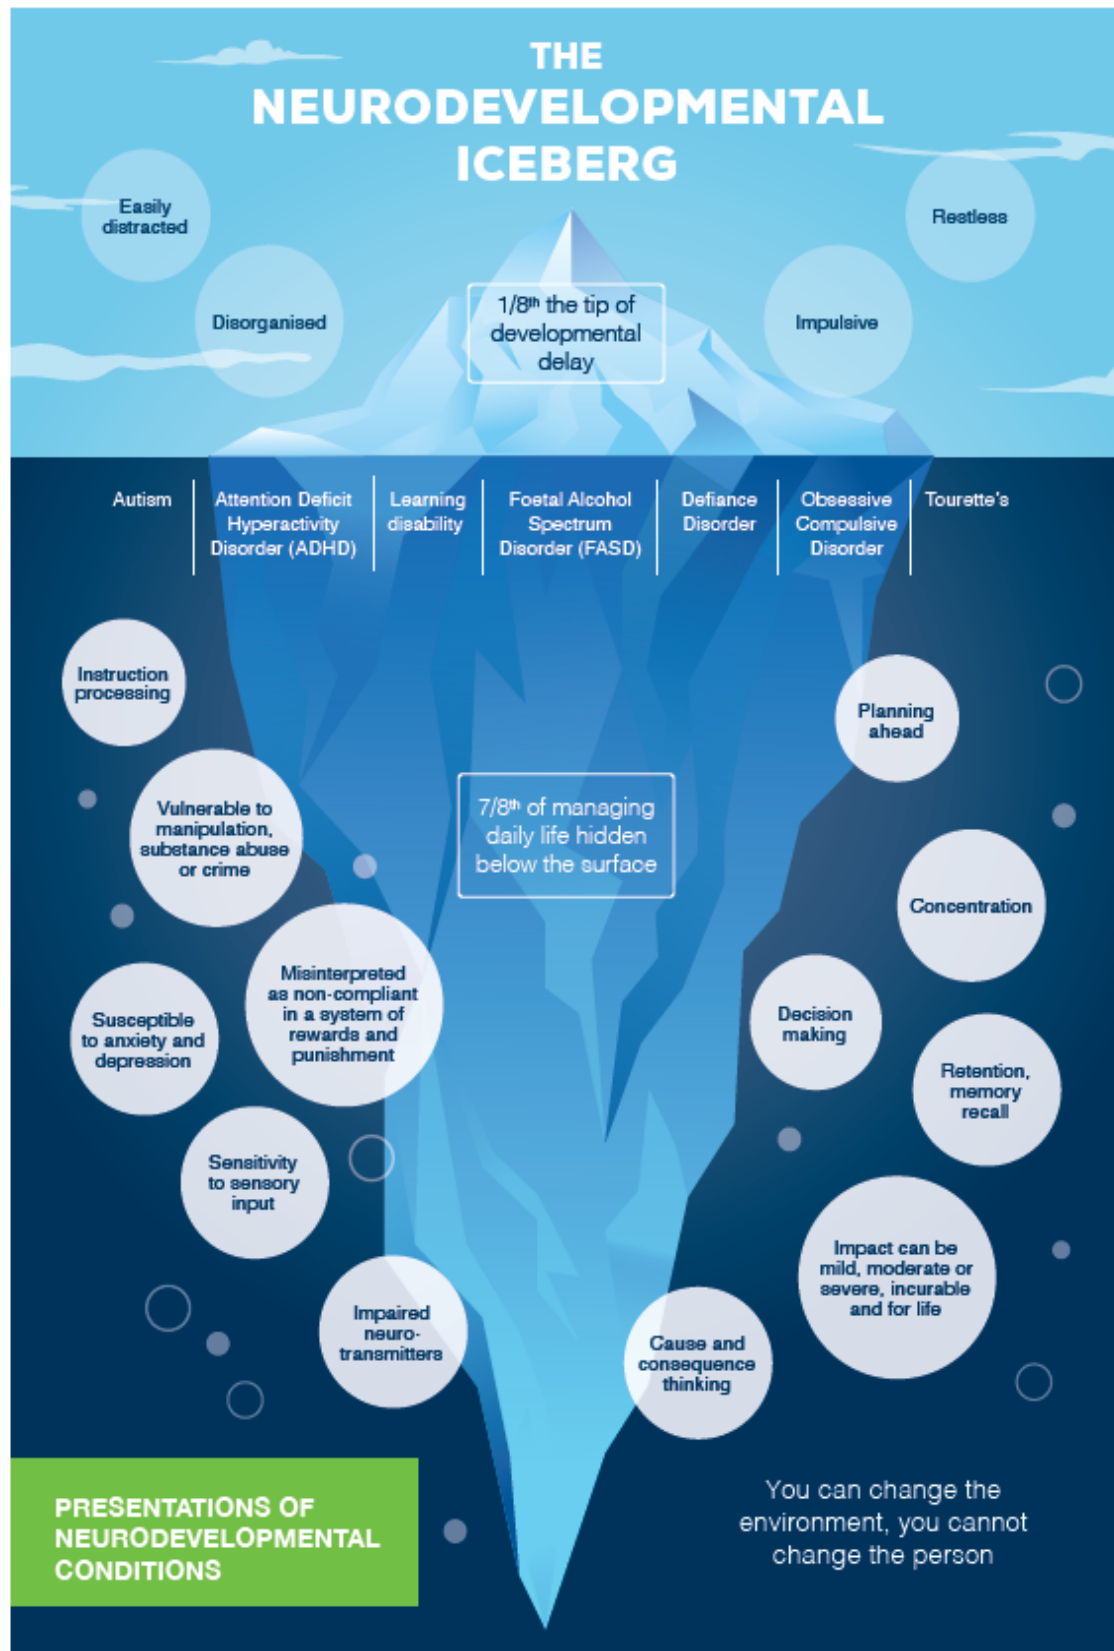 THE
NEURODEVELOPMENTAL
ICEBERG
Easily
distracted
Restless
Disorganised
1/8th the tip of
developmental
delay
Impulsive
Autism
Attention Deficit
Hyperactivity
Disorder (ADHD)
Learning
disability
Foetal Alcohol
Spectrum
Disorder (FASD)
Defiance
Disorder
Obsessive
Compulsive
Disorder
Tourette's
Instruction
processing
Planning
ahead
Vulnerable to
manipulation,
substance abuse
or crime
7/8th of managing
daily life hidden
below the surface
Concentration
Misinterpreted
as non-compliant
in a system of
rewards and
punishment
Susceptible
to anxiety and
depression
Decision
making
Retention,
memory
recall
Sensitivity
to sensory
input
Impact can be
mild, moderate or
severe, incurable
and for life
Impaired
neuro-
transmitters
Cause and
consequence
thinking
PRESENTATIONS OF
NEURODEVELOPMENTAL
CONDITIONS
You can change the
environment, you cannot
change the person